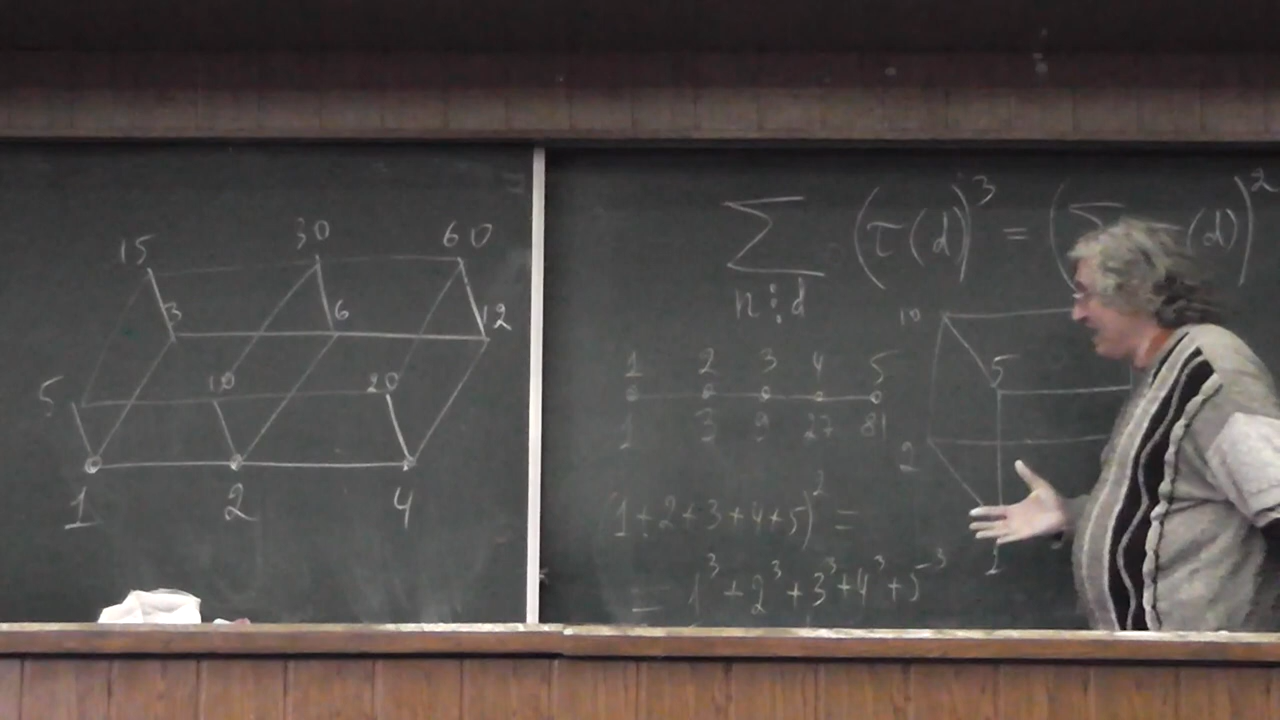 15 30 60
3 6 12
5 10 20
1 2 4
∑ (τ(d))³ = (∑ (d))²
n⋮d
1 2 3 4 5
1 3 9 27 81
(1+2+3+4+5)² =
= 1³+2³+3³+4³+5³
10
5
2
1